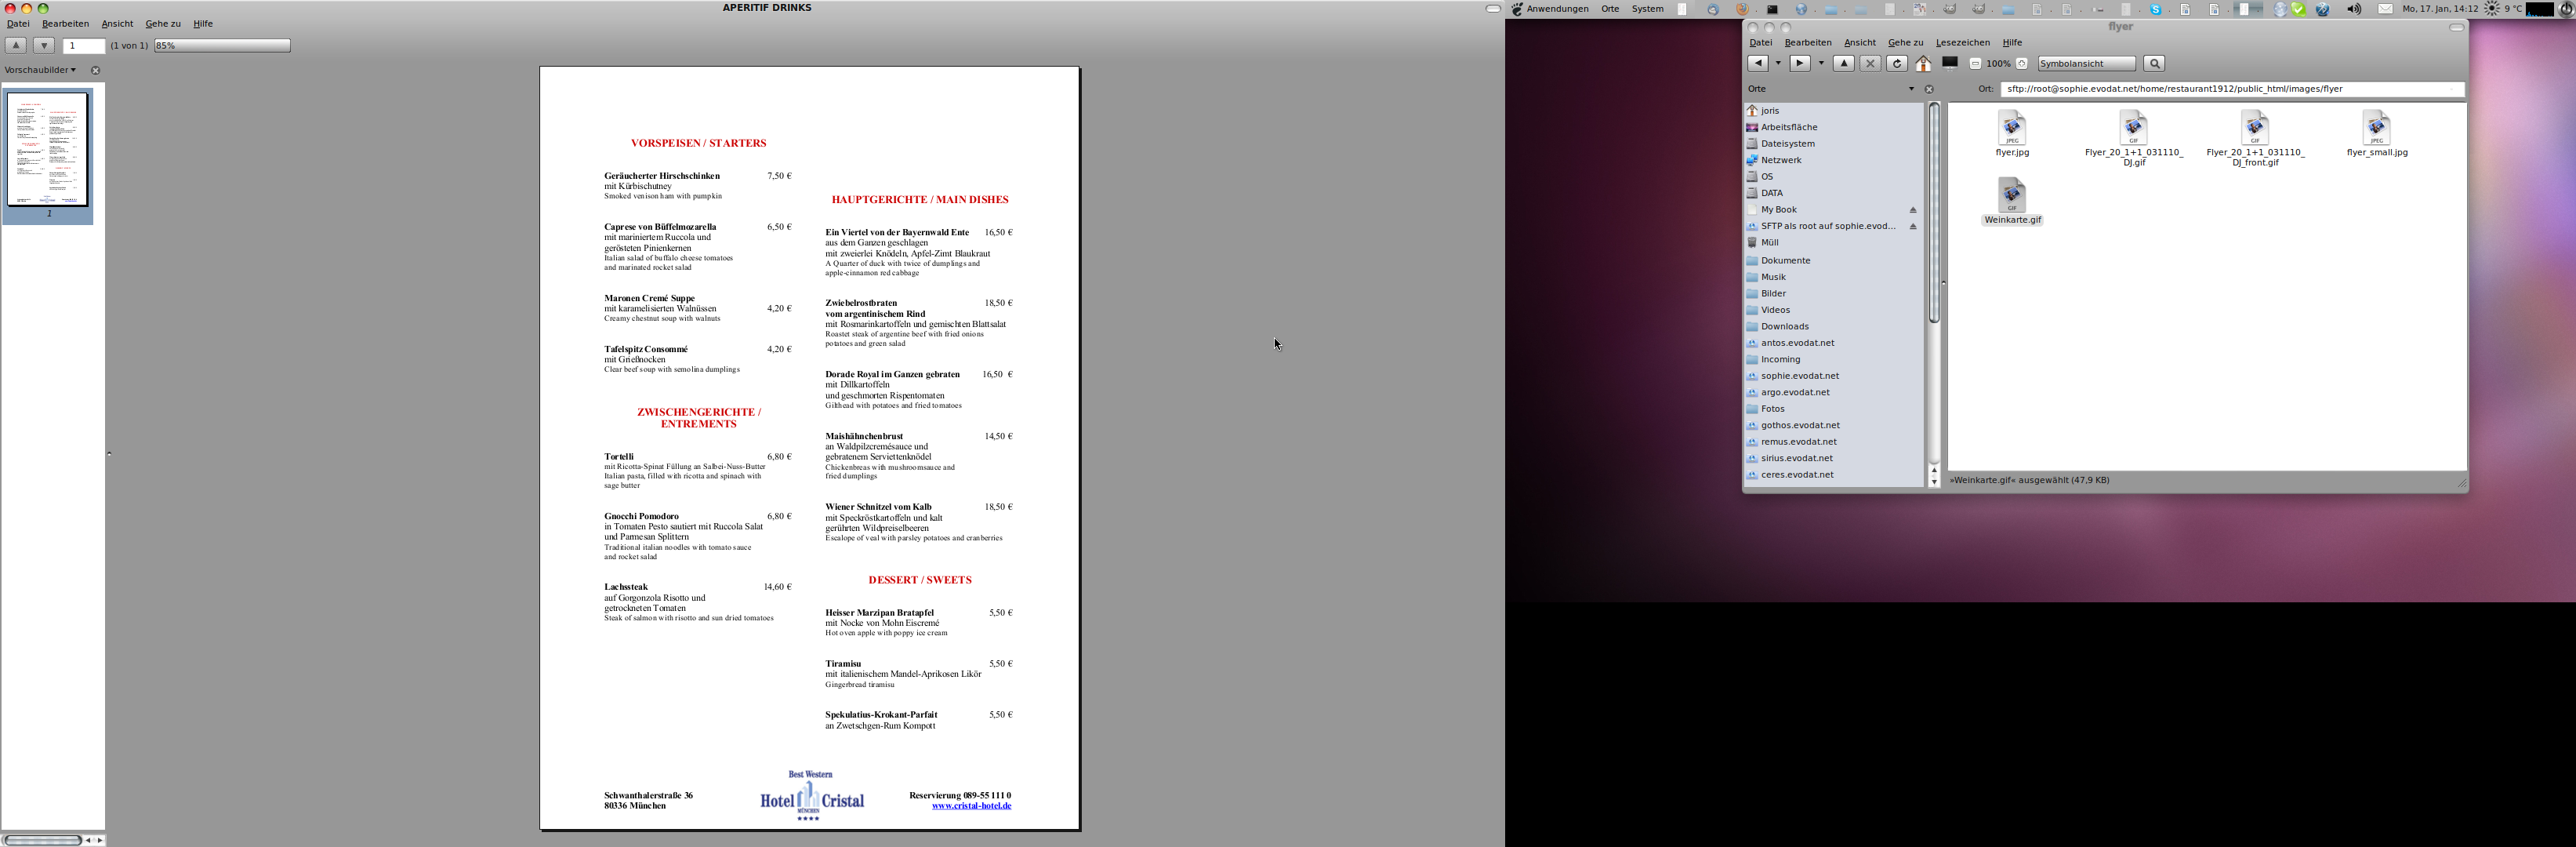 APERITIF DRINKS
Datei Bearbeiten Ansicht Gehe zu Hilfe
1 (1 von 1) 85%
Vorschaubilder
1
VORSPEISEN / STARTERS
Geräucherter Hirschschinken 7,50 €
mit Kürbischutney
Smoked venison ham with pumpkin
Caprese von Büffelmozarella 6,50 €
mit mariniertem Ruccola und
gerösteten Pinienkernen
Italian salad of buffalo cheese tomatoes
and marinated rocket salad
Maronen Cremé Suppe
mit karamelisierten Walnüssen 4,20 €
Creamy chestnut soup with walnuts
Tafelspitz Consommé 4,20 €
mit Grießnocken
Clear beef soup with semolina dumplings
ZWISCHENGERICHTE /
ENTREMENTS
Tortelli 6,80 €
mit Ricotta-Spinat Füllung an Salbei-Nuss-Butter
Italian pasta, filled with ricotta and spinach with
sage butter
Gnocchi Pomodoro 6,80 €
in Tomaten Pesto sautiert mit Ruccola Salat
und Parmesan Splittern
Traditional italian noodles with tomato sauce
and rocket salad
Lachssteak 14,60 €
auf Gorgonzola Risotto und
getrockneten Tomaten
Steak of salmon with risotto and sun dried tomatoes
HAUPTGERICHTE / MAIN DISHES
Ein Viertel von der Bayernwald Ente 16,50 €
aus dem Ganzen geschlagen
mit zweierlei Knödeln, Apfel-Zimt Blaukraut
A Quarter of duck with twice of dumplings and
apple-cinnamon red cabbage
Zwiebelrostbraten 18,50 €
vom argentinischem Rind
mit Rosmarinkartoffeln und gemischten Blattsalat
Roastet steak of argentine beef with fried onions
potatoes and green salad
Dorade Royal im Ganzen gebraten 16,50 €
mit Dillkartoffeln
und geschmorten Rispentomaten
Gilthead with potatoes and fried tomatoes
Maishähnchenbrust 14,50 €
an Waldpilzcremésauce und
gebratenem Serviettenknödel
Chickenbreas with mushroomsauce and
fried dumplings
Wiener Schnitzel vom Kalb 18,50 €
mit Speckröstkartoffeln und kalt
gerührten Wildpreiselbeeren
Escalope of veal with parsley potatoes and cranberries
DESSERT / SWEETS
Heisser Marzipan Bratapfel 5,50 €
mit Nocke von Mohn Eiscremé
Hot oven apple with poppy ice cream
Tiramisu 5,50 €
mit italienischem Mandel-Aprikosen Likör
Gingerbread tiramisu
Spekulatius-Krokant-Parfait 5,50 €
an Zwetschgen-Rum Kompott
Schwanthalerstraße 36
80336 München
Best Western
Hotel Cristal
MÜNCHEN
Reservierung 089-55 111 0
www.cristal-hotel.de
Anwendungen Orte System
Mo, 17. Jan, 14:12 9 °C
flyer
Datei Bearbeiten Ansicht Gehe zu Lesezeichen Hilfe
100% Symbolansicht
Orte
Ort: sftp://root@sophie.evodat.net/home/restaurant1912/public_html/images/flyer
joris
Arbeitsfläche
Dateisystem
Netzwerk
OS
DATA
My Book
SFTP als root auf sophie.evod...
Müll
Dokumente
Musik
Bilder
Videos
Downloads
antos.evodat.net
Incoming
sophie.evodat.net
argo.evodat.net
Fotos
gothos.evodat.net
remus.evodat.net
sirius.evodat.net
ceres.evodat.net
JPEG GIF GIF JPEG
flyer.jpg Flyer_20_1+1_031110_ Flyer_20_1+1_031110_ flyer_small.jpg
DJ.gif DJ_front.gif
GIF
Weinkarte.gif
»Weinkarte.gif« ausgewählt (47,9 KB)